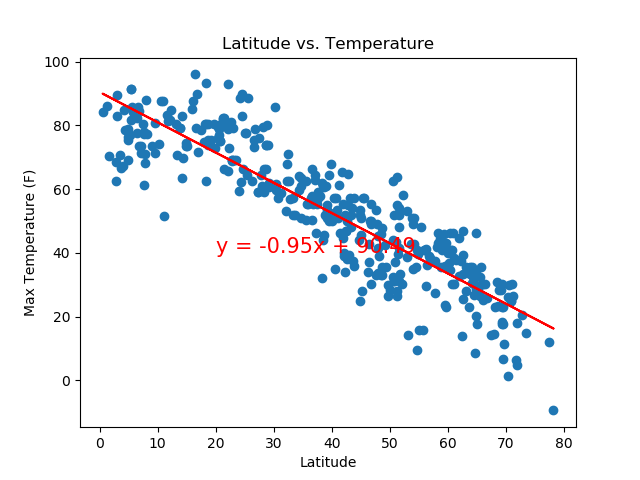 Latitude vs. Temperature
100
80
60
40
20
0
Max Temperature (F)
y = -0.95x + 90.49
0 10 20 30 40 50 60 70 80
Latitude